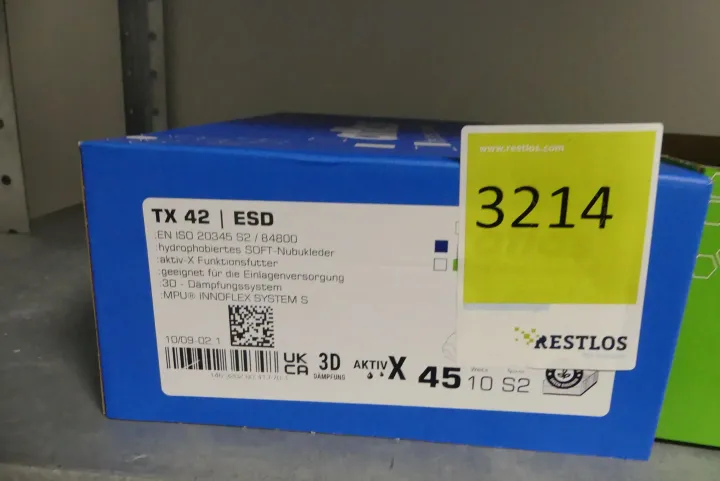 www.restlos.com
3214
RESTLOS
TX 42 | ESD
:EN ISO 20345 S2 / 84800
:hydrophobiertes SOFT-Nubukleder
:aktiv-X Funktionsfutter
:geeignet für die Einlagenversorgung
:3D - Dämpfungssystem
:MPU® INNOFLEX SYSTEM S
10/09-02.1
UK
CA
3D
DÄMPFUNG
AKTIV X
45
10 S2